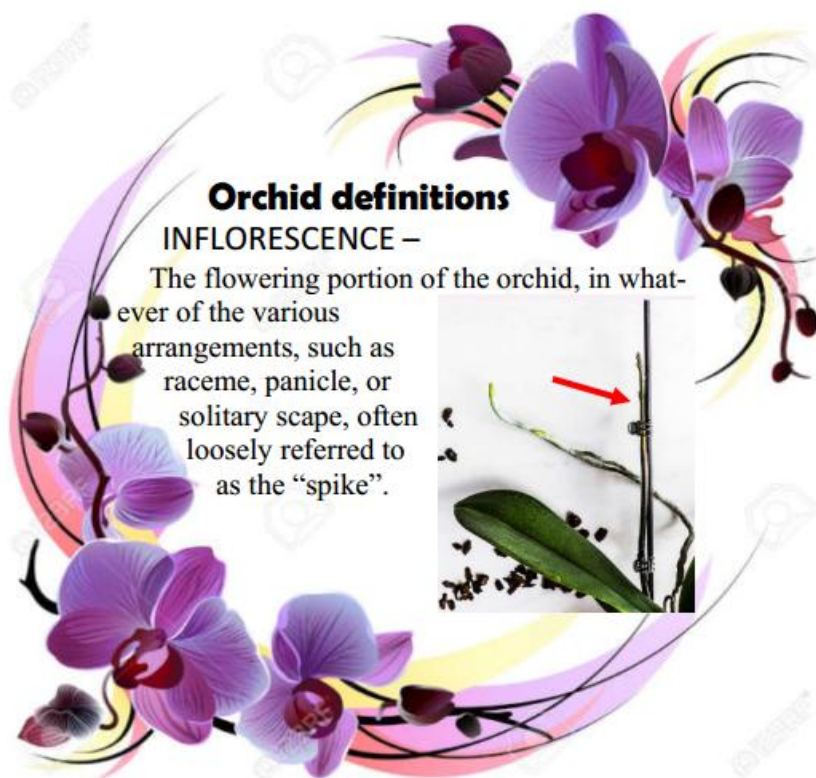 Orchid definitions
INFLORESCENCE –
The flowering portion of the orchid, in what-
ever of the various
arrangements, such as
raceme, panicle, or
solitary scape, often
loosely referred to
as the “spike”.